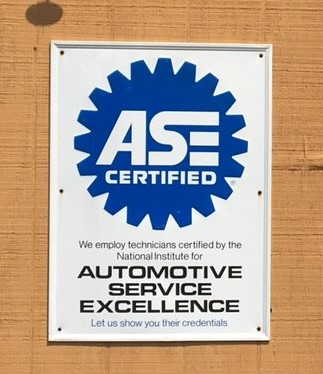 ASE
CERTIFIED
®
We employ technicians certified by the
National Institute for
AUTOMOTIVE
SERVICE
EXCELLENCE
Let us show you their credentials